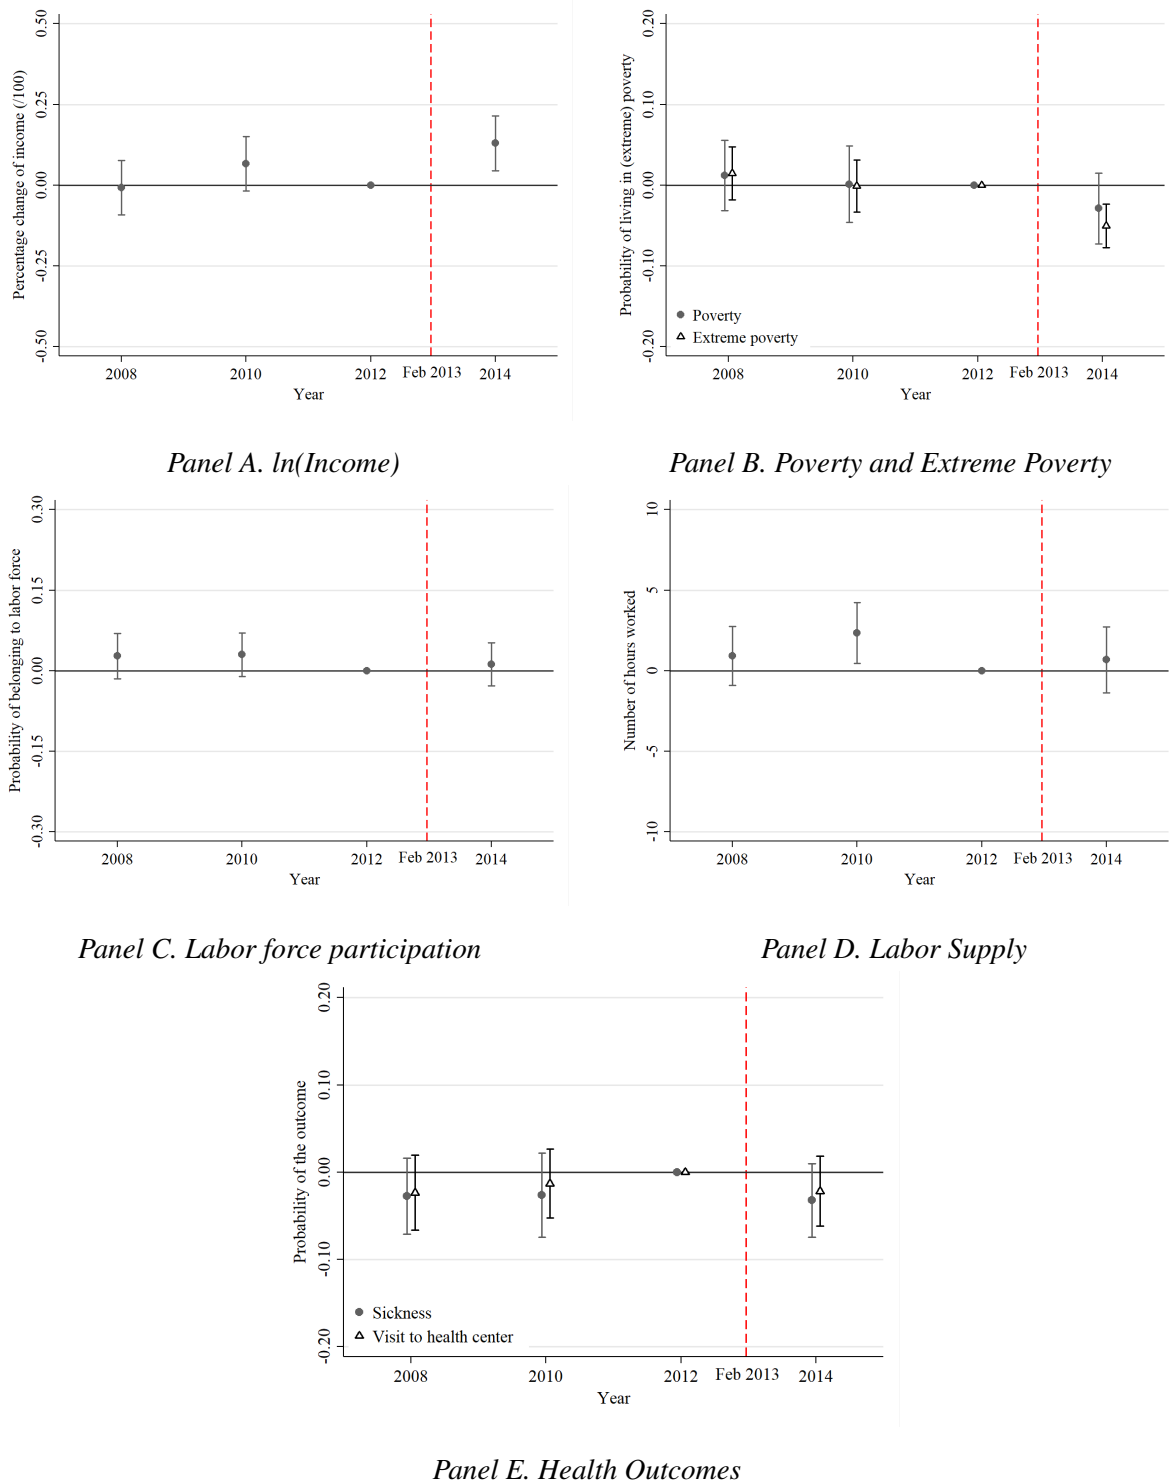 Percentage change of income (/100)
0.50
0.25
0.00
-0.25
-0.50
2008 2010 2012 Feb 2013 2014
Year
Panel A. ln(Income)
Probability of living in (extreme) poverty
0.20
0.10
0.00
-0.10
-0.20
Poverty
Extreme poverty
2008 2010 2012 Feb 2013 2014
Year
Panel B. Poverty and Extreme Poverty
Probability of belonging to labor force
0.30
0.15
0.00
-0.15
-0.30
2008 2010 2012 Feb 2013 2014
Year
Panel C. Labor force participation
Number of hours worked
10
5
0
-5
-10
2008 2010 2012 Feb 2013 2014
Year
Panel D. Labor Supply
Probability of the outcome
0.20
0.10
0.00
-0.10
-0.20
Sickness
Visit to health center
2008 2010 2012 Feb 2013 2014
Year
Panel E. Health Outcomes